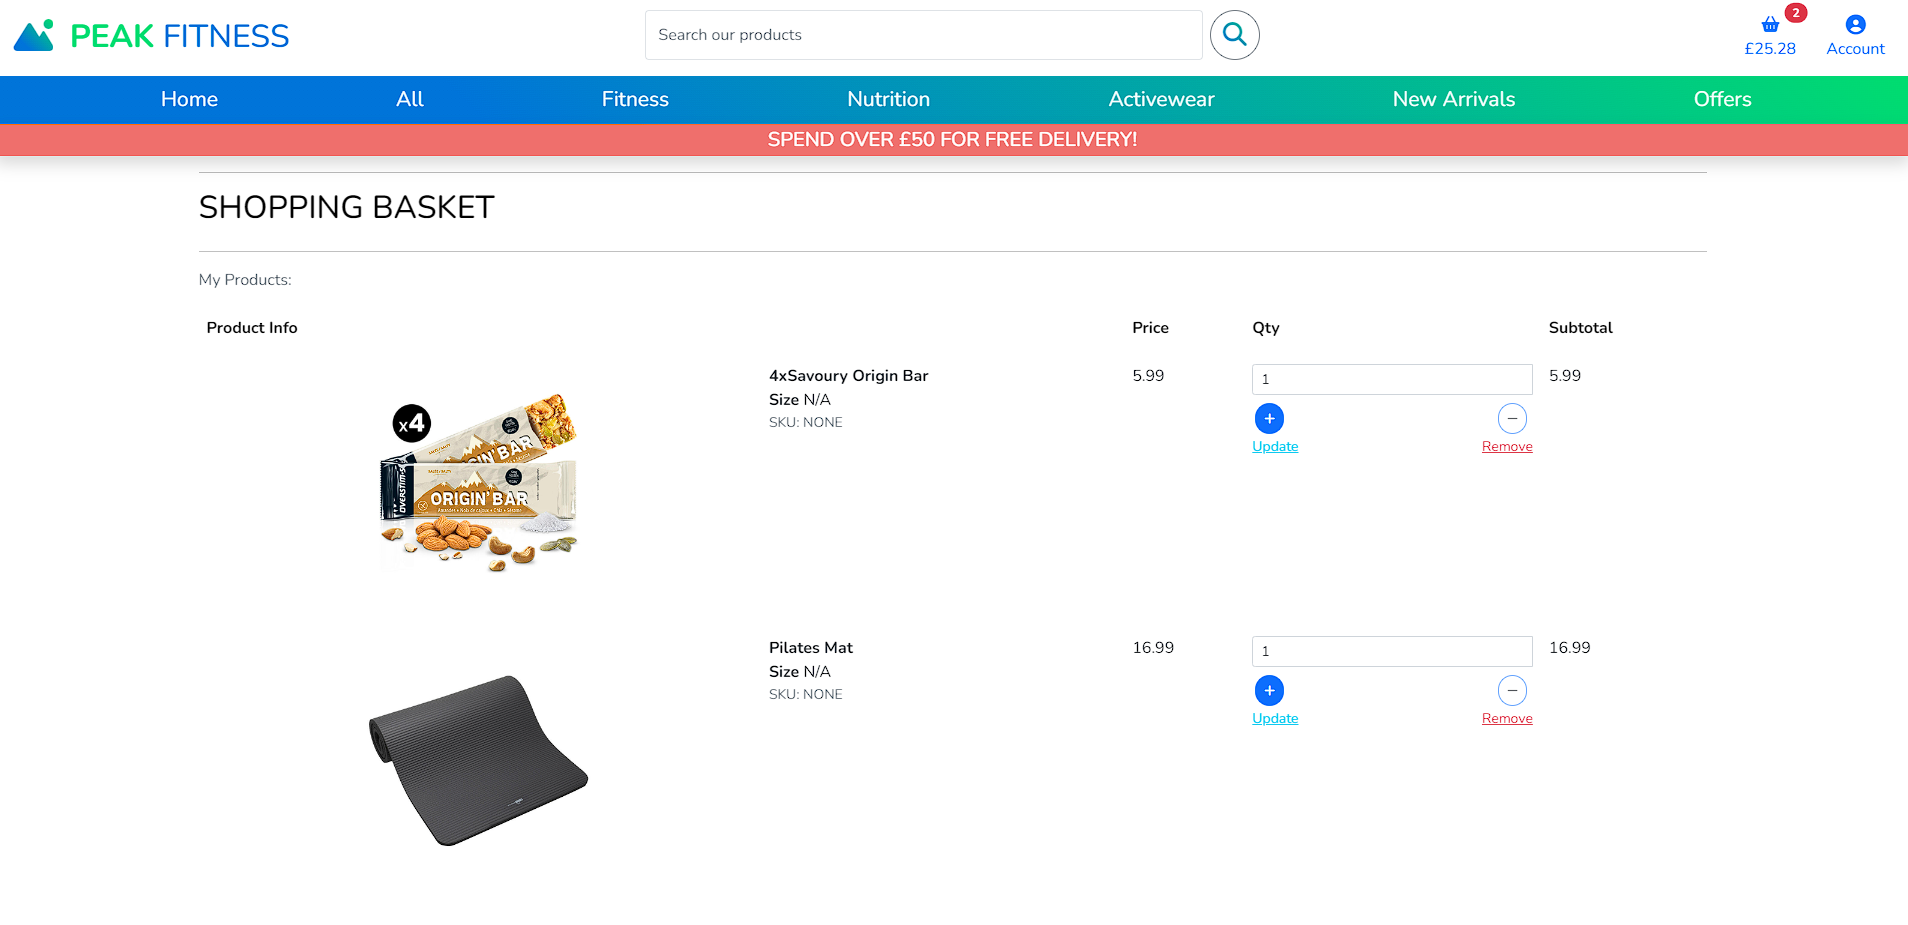 PEAK FITNESS
Search our products
2
£25.28
Account
Home All Fitness Nutrition Activewear New Arrivals Offers
SPEND OVER £50 FOR FREE DELIVERY!
SHOPPING BASKET
My Products:
Product Info Price Qty Subtotal
4xSavoury Origin Bar 5.99 1 5.99
Size N/A
SKU: NONE
Update Remove
x4
ORIGIN'BAR
OVERSTIM.S
ORIGIN'BAR
Pilates Mat 16.99 1 16.99
Size N/A
SKU: NONE
Update Remove